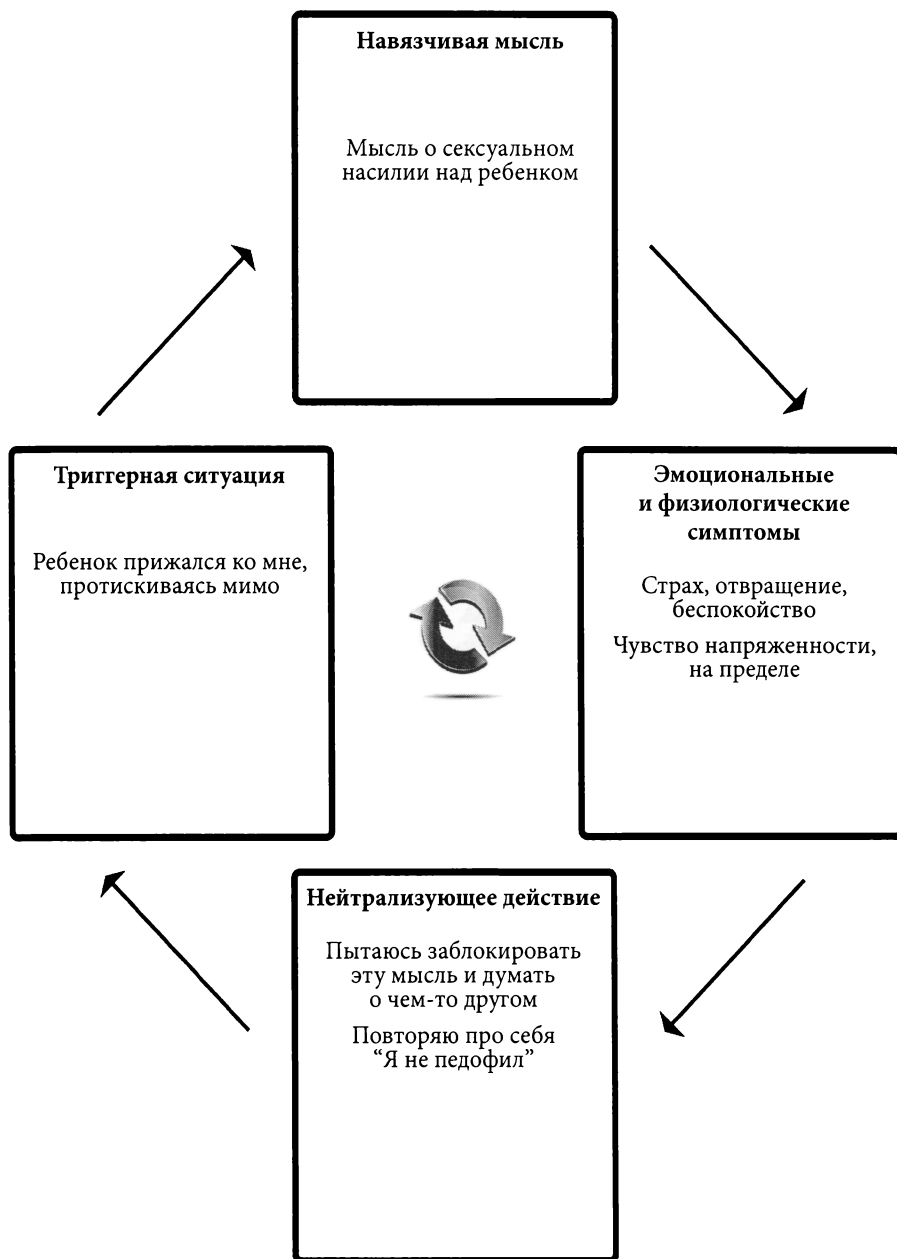 Навязчивая мысль
Мысль о сексуальном
насилии над ребенком
Триггерная ситуация
Ребенок прижался ко мне,
протискиваясь мимо
Эмоциональные
и физиологические
симптомы
Страх, отвращение,
беспокойство
Чувство напряженности,
на пределе
Нейтрализующее действие
Пытаюсь заблокировать
эту мысль и думать
о чем-то другом
Повторяю про себя
“Я не педофил”